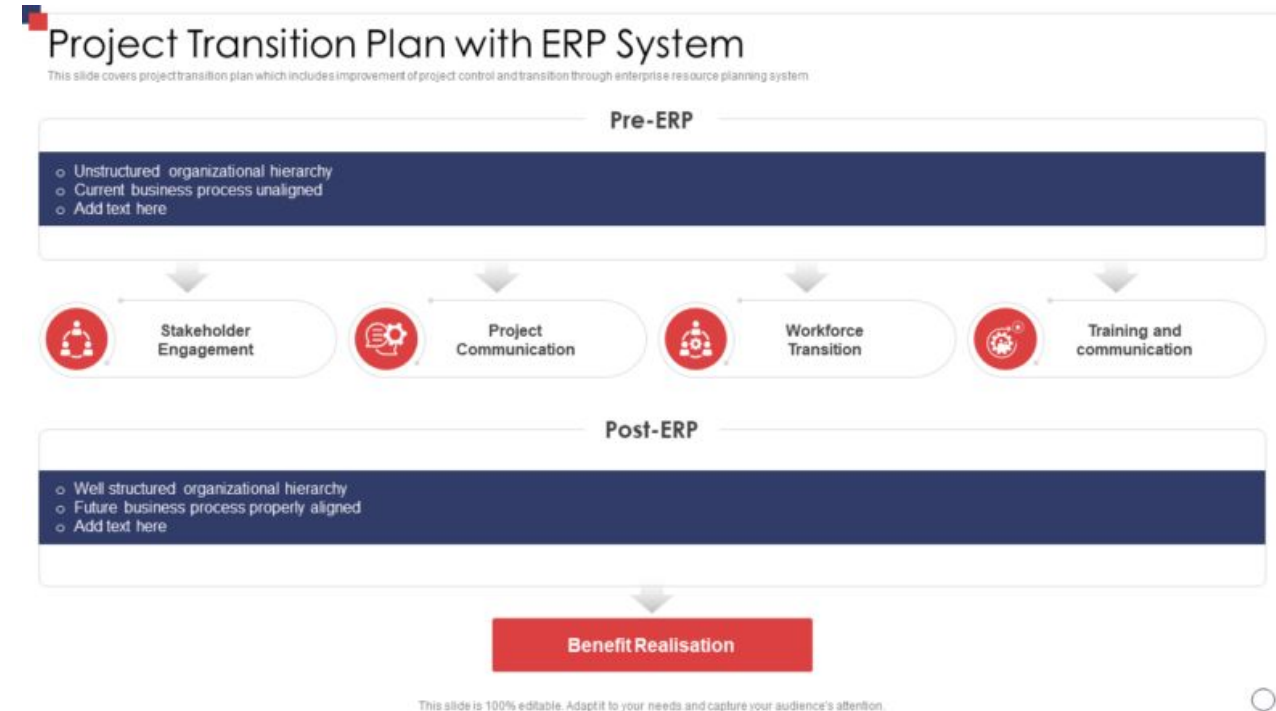 Project Transition Plan with ERP System
This slide covers project transition plan which includes improvement of project control and transition through enterprise resource planning system
Pre-ERP
o Unstructured organizational hierarchy
o Current business process unaligned
o Add text here
Stakeholder
Engagement
Project
Communication
Workforce
Transition
Training and
communication
Post-ERP
o Well structured organizational hierarchy
o Future business process properly aligned
o Add text here
Benefit Realisation
This slide is 100% editable. Adapt it to your needs and capture your audience's attention.